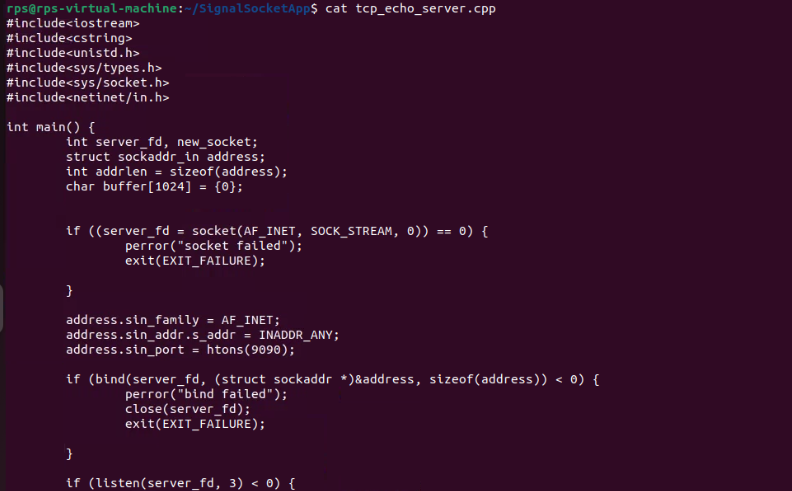 rps@rps-virtual-machine:~/SignalSocketApp$ cat tcp_echo_server.cpp
#include<iostream>
#include<cstring>
#include<unistd.h>
#include<sys/types.h>
#include<sys/socket.h>
#include<netinet/in.h>

int main() {
        int server_fd, new_socket;
        struct sockaddr_in address;
        int addrlen = sizeof(address);
        char buffer[1024] = {0};


        if ((server_fd = socket(AF_INET, SOCK_STREAM, 0)) == 0) {
                perror("socket failed");
                exit(EXIT_FAILURE);

        }

        address.sin_family = AF_INET;
        address.sin_addr.s_addr = INADDR_ANY;
        address.sin_port = htons(9090);

        if (bind(server_fd, (struct sockaddr *)&address, sizeof(address)) < 0) {
                perror("bind failed");
                close(server_fd);
                exit(EXIT_FAILURE);

        }

        if (listen(server_fd, 3) < 0) {